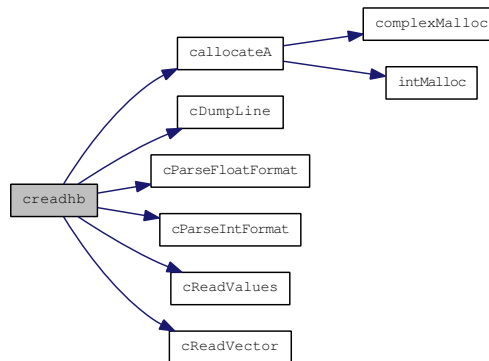 complexMalloc
callocateA
intMalloc
cDumpLine
cParseFloatFormat
creadhb
cParseIntFormat
cReadValues
cReadVector